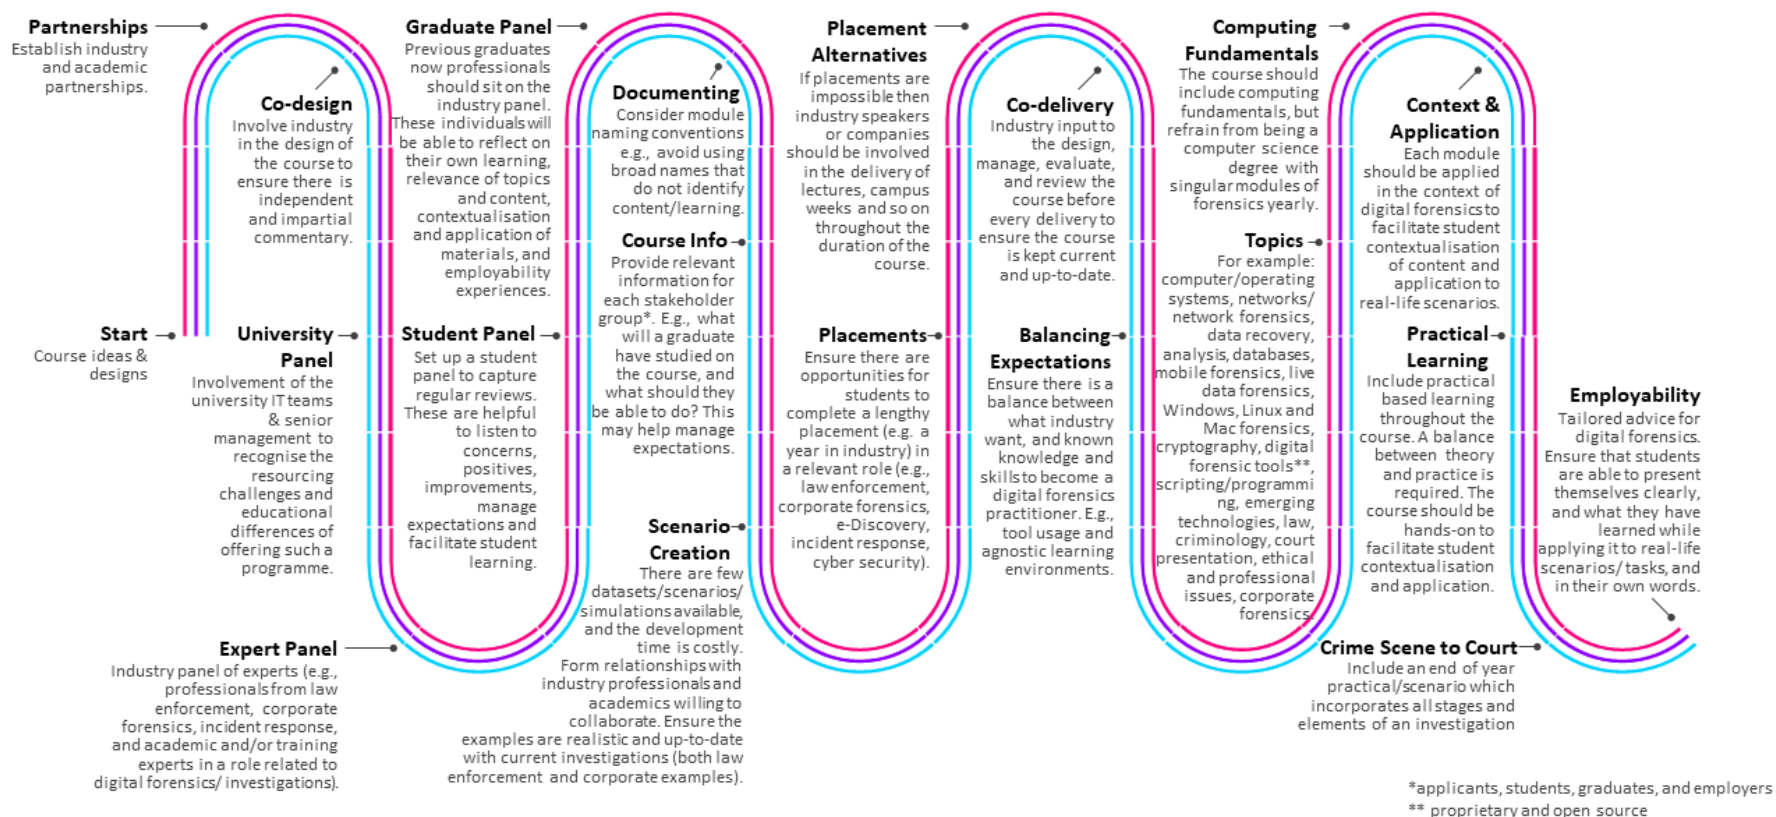 Partnerships
Establish industry
and academic
partnerships.
Start
Course ideas &
designs
Co-design
Involve industry
in the design of
the course to
ensure there is
independent
and impartial
commentary.
University
Panel
Involvement of the
university IT teams
& senior
management to
recognise the
resourcing
challenges and
educational
differences of
offering such a
programme.
Expert Panel
Industry panel of experts (e.g.,
professionals from law
enforcement, corporate
forensics, incident response,
and academic and/or training
experts in a role related to
digital forensics/ investigations).
Graduate Panel
Previous graduates
now professionals
should sit on the
industry panel.
These individuals will
be able to reflect on
their own learning,
relevance of topics
and content,
contextualisation
and application of
materials, and
employability
experiences.
Student Panel
Set up a student
panel to capture
regular reviews.
These are helpful
to listen to
concerns,
positives,
improvements,
manage
expectations and
facilitate student
learning.
Documenting
Consider module
naming conventions
e.g., avoid using
broad names that
do not identify
content/learning.
Course Info
Provide relevant
information for
each stakeholder
group*. E.g., what
will a graduate
have studied on
the course, and
what should they
be able to do? This
may help manage
expectations.
Scenario
Creation
There are few
datasets/scenarios/
simulations available,
and the development
time is costly.
Form relationships with
industry professionals and
academics willing to
collaborate. Ensure the
examples are realistic and up-to-date
with current investigations (both law
enforcement and corporate examples).
Placement
Alternatives
If placements are
impossible then
industry speakers
or companies
should be involved
in the delivery of
lectures, campus
weeks and so on
throughout the
duration of the
course.
Placements
Ensure there are
opportunities for
students to
complete a lengthy
placement (e.g. a
year in industry) in
a relevant role (e.g.,
law enforcement,
corporate forensics,
e-Discovery,
incident response,
cyber security).
Co-delivery
Industry input to
the design,
manage, evaluate,
and review the
course before
every delivery to
ensure the course
is kept current
and up-to-date.
Balancing
Expectations
Ensure there is a
balance between
what industry
want, and known
knowledge and
skills to become a
digital forensics
practitioner. E.g.,
tool usage and
agnostic learning
environments.
Computing
Fundamentals
The course should
include computing
fundamentals, but
refrain from being a
computer science
degree with
singular modules of
forensics yearly.
Topics
For example:
computer/operating
systems, networks/
network forensics,
data recovery,
analysis, databases,
mobile forensics, live
data forensics,
Windows, Linux and
Mac forensics,
cryptography, digital
forensic tools**,
scripting/programmi
ng, emerging
technologies, law,
criminology, court
presentation, ethical
and professional
issues, corporate
forensics.
Context &
Application
Each module
should be applied
in the context of
digital forensics to
facilitate student
contextualisation
of content and
application to
real-life scenarios.
Practical
Learning
Include practical
based learning
throughout the
course. A balance
between theory
and practice is
required. The
course should be
hands-on to
facilitate student
contextualisation
and application.
Crime Scene to Court
Include an end of year
practical/scenario which
incorporates all stages and
elements of an investigation
Employability
Tailored advice for
digital forensics.
Ensure that students
are able to present
themselves clearly,
and what they have
learned while
applying it to real-life
scenarios/ tasks, and
in their own words.
*applicants, students, graduates, and employers
** proprietary and open source